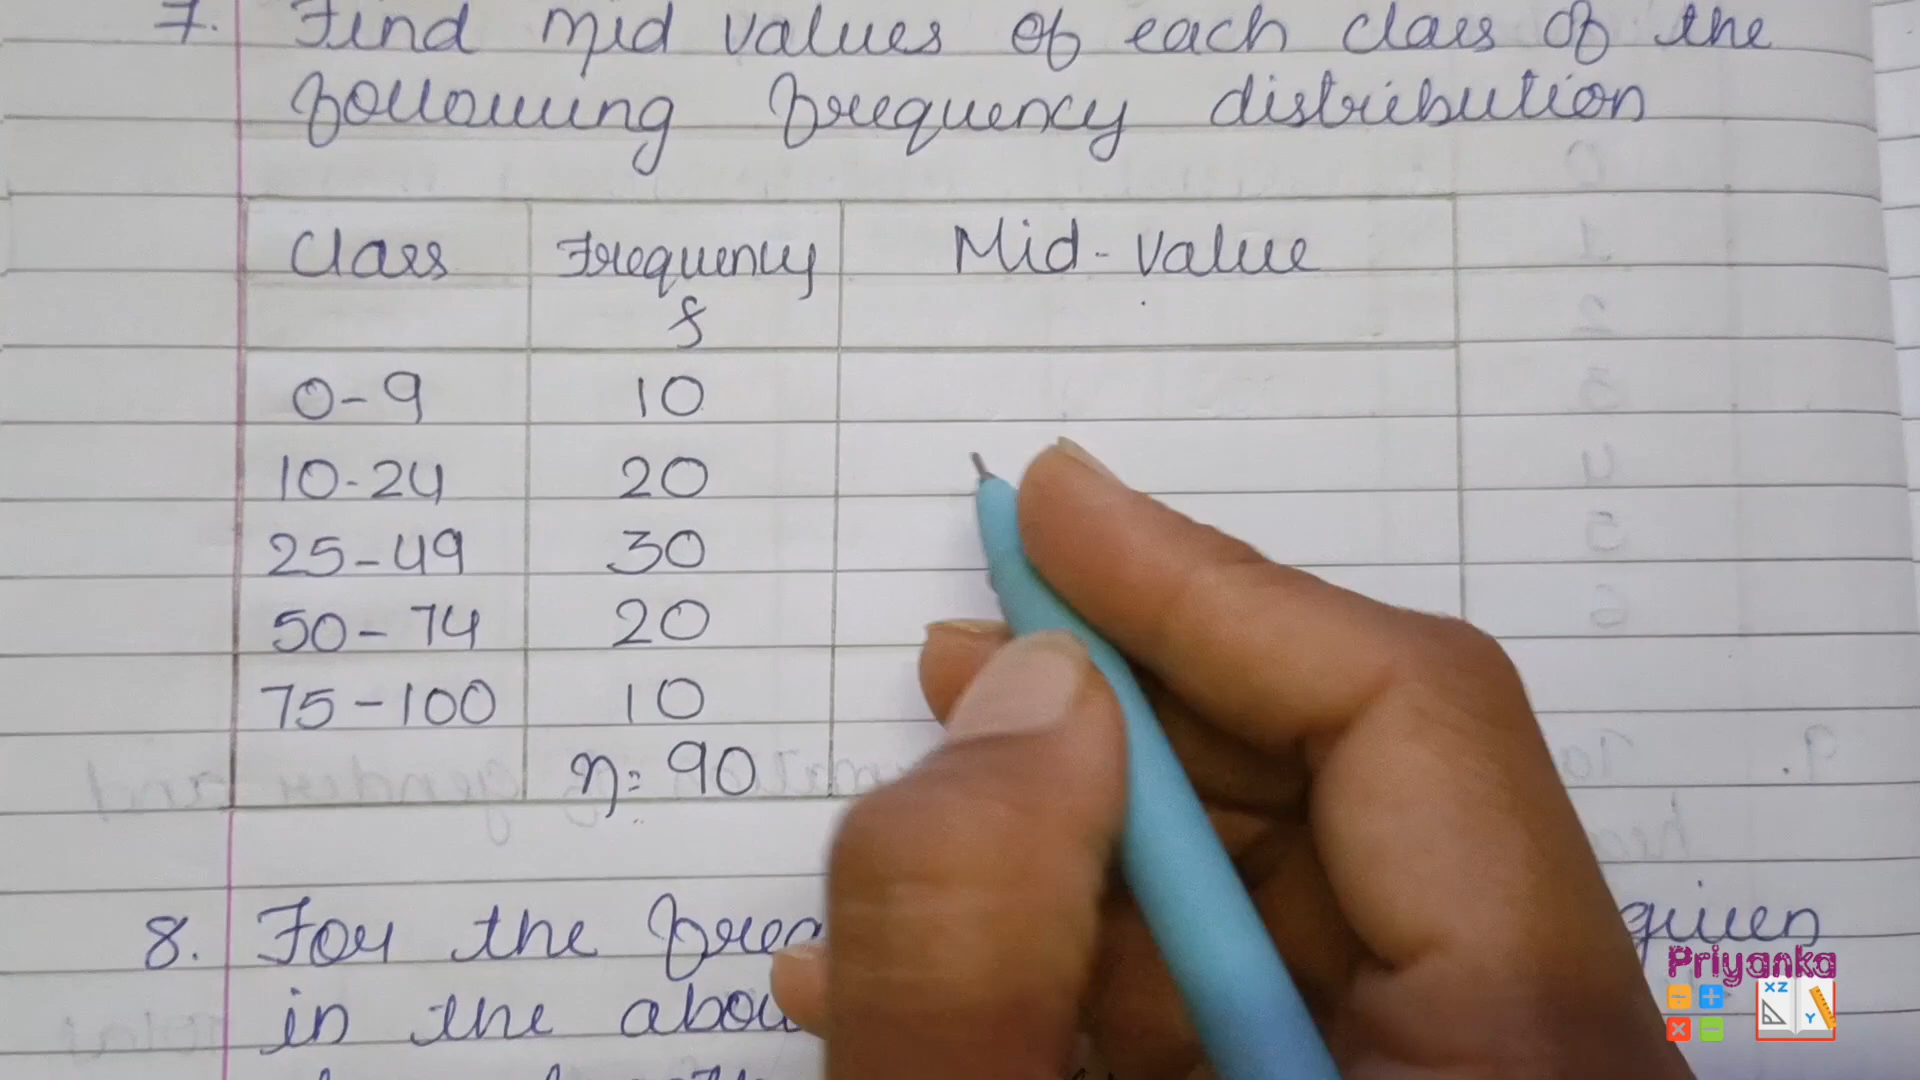 7. Find mid values of each class of the
following frequency distribution
Class Frequency Mid-Value
f
0-9 10
10-24 20
25-49 30
50-74 20
75-100 10
n= 90
8. For the given
in the
Priyanka
XZ
Y